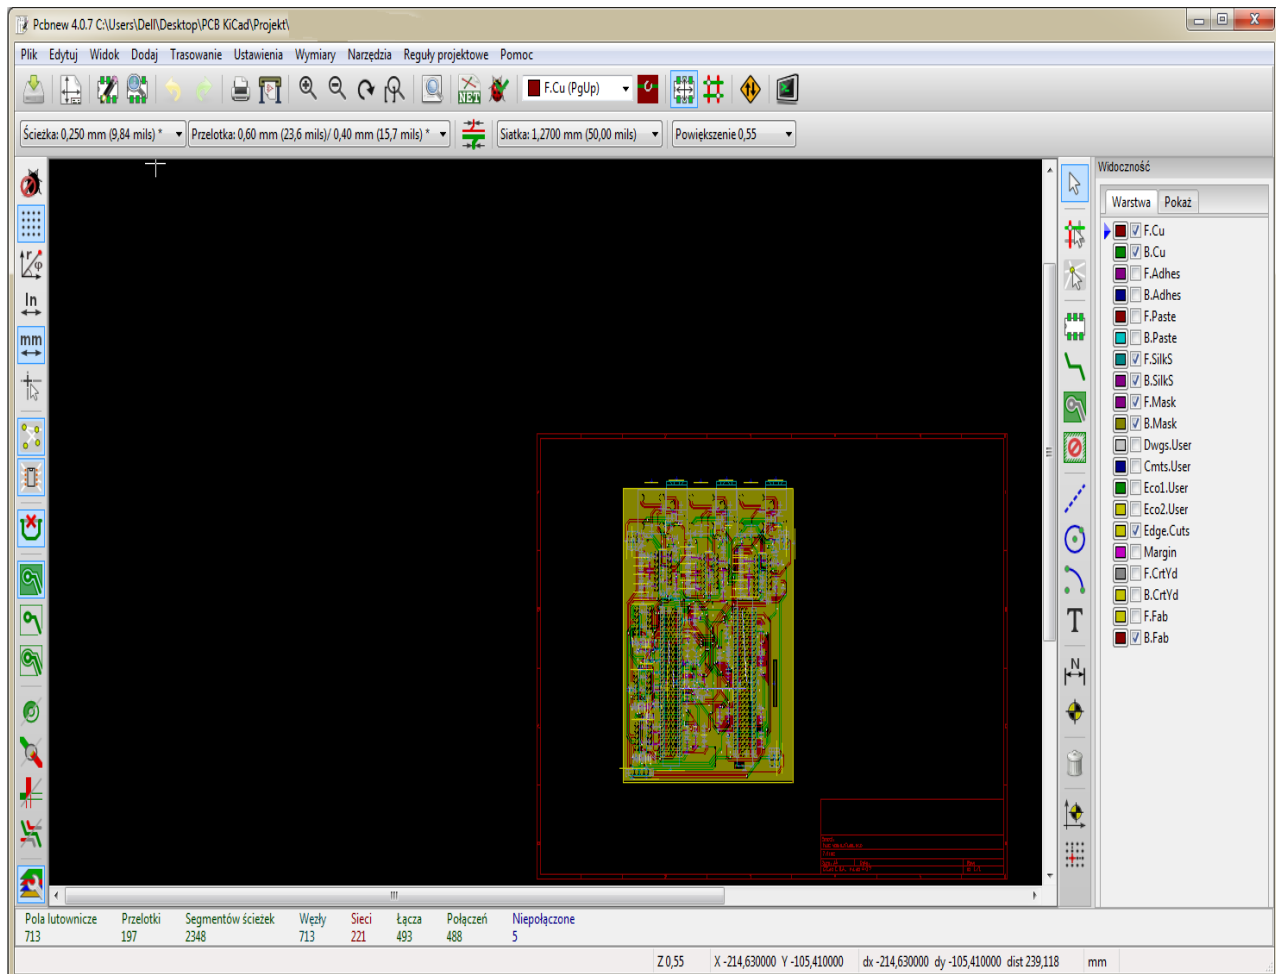 Pcbnew 4.0.7 C:\Users\Dell\Desktop\PCB KiCad\Projekt\
Plik Edytuj Widok Dodaj Trasowanie Ustawienia Wymiary Narzędzia Reguły projektowe Pomoc
NET F.Cu (PgUp)
Ścieżka: 0,250 mm (9,84 mils) * Przelotka: 0,60 mm (23,6 mils)/ 0,40 mm (15,7 mils) * Siatka: 1,2700 mm (50,00 mils) Powiększenie 0,55
In
mm
T
N
Widoczność
Warstwa Pokaż
F.Cu
B.Cu
F.Adhes
B.Adhes
F.Paste
B.Paste
F.SilkS
B.SilkS
F.Mask
B.Mask
Dwgs.User
Cmts.User
Eco1.User
Eco2.User
Edge.Cuts
Margin
F.CrtYd
B.CrtYd
F.Fab
B.Fab
Pola lutownicze Przelotki Segmentów ścieżek Węzły Sieci Łącza Połączeń Niepołączone
713 197 2348 713 221 493 488 5
Z 0,55 X -214,630000 Y -105,410000 dx -214,630000 dy -105,410000 dist 239,118 mm